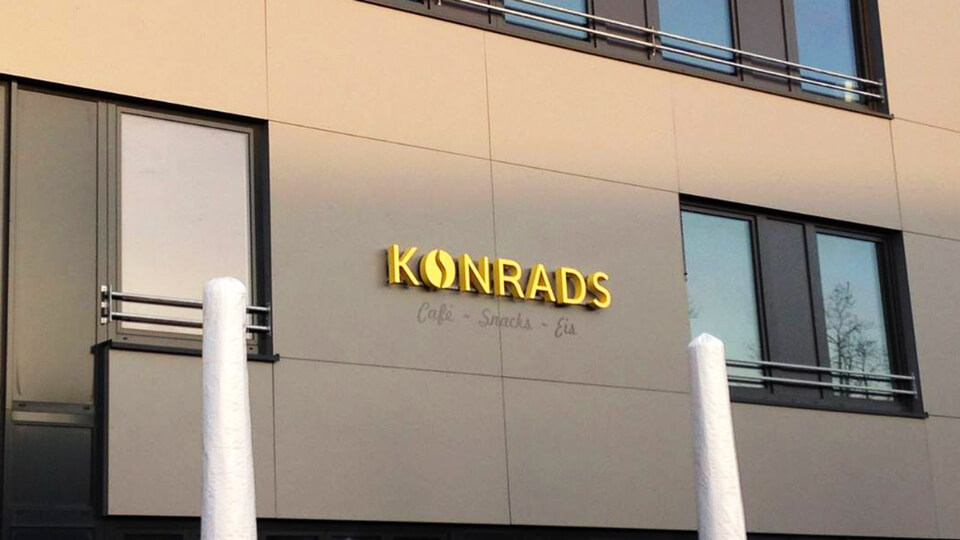 KONRADS
Café ~ Snacks ~ Eis